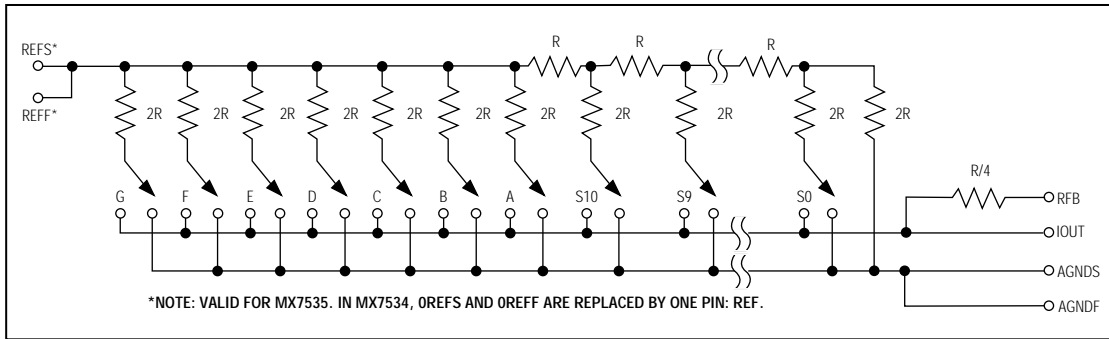 R R R
REFS*
REFF*
2R 2R 2R 2R 2R 2R 2R 2R 2R 2R 2R
R/4
G F E D C B A S10 S9 S0
RFB
IOUT
AGNDS
AGNDF
*NOTE: VALID FOR MX7535. IN MX7534, 0REFS AND 0REFF ARE REPLACED BY ONE PIN: REF.